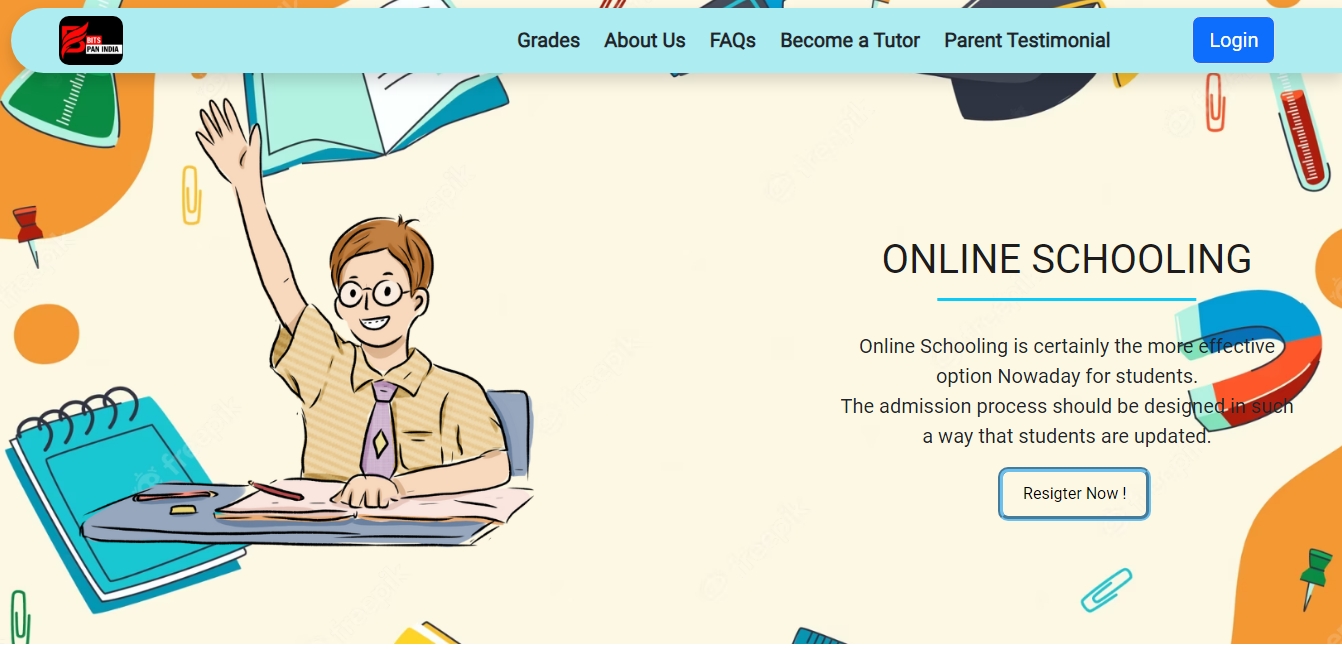 BITS
PAN INDIA
Grades About Us FAQs Become a Tutor Parent Testimonial Login
ONLINE SCHOOLING
Online Schooling is certainly the more effective
option Nowaday for students.
The admission process should be designed in such
a way that students are updated.
Resigter Now !
freepik